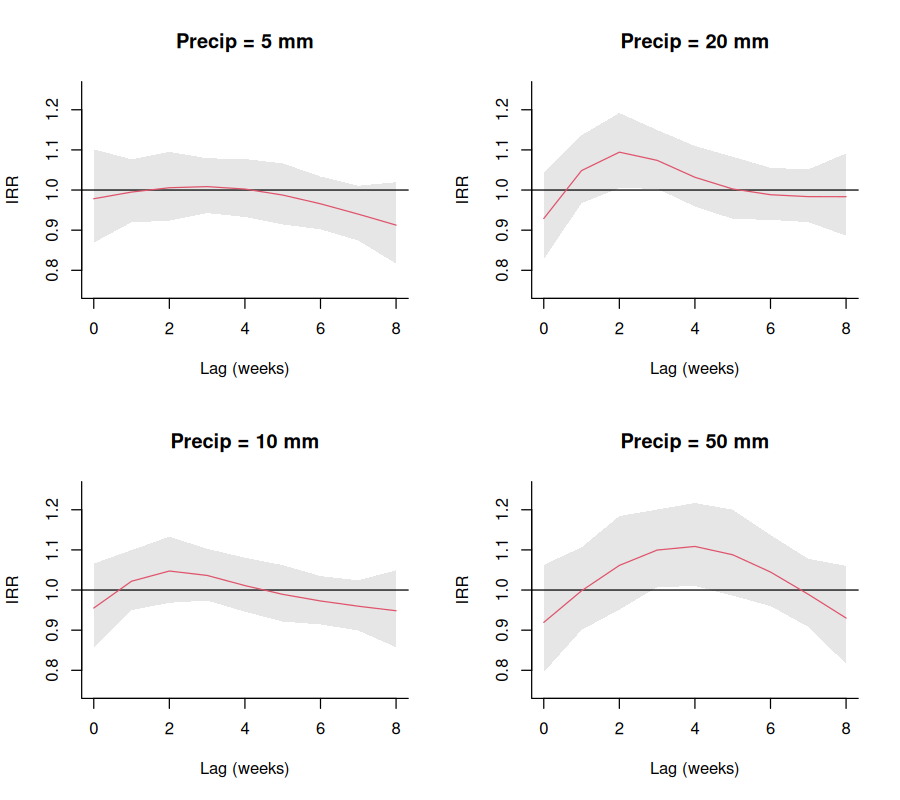 Precip = 5 mm
IRR
1.2
1.1
1.0
0.9
0.8
0 2 4 6 8
Lag (weeks)
Precip = 20 mm
IRR
1.2
1.1
1.0
0.9
0.8
0 2 4 6 8
Lag (weeks)
Precip = 10 mm
IRR
1.2
1.1
1.0
0.9
0.8
0 2 4 6 8
Lag (weeks)
Precip = 50 mm
IRR
1.2
1.1
1.0
0.9
0.8
0 2 4 6 8
Lag (weeks)